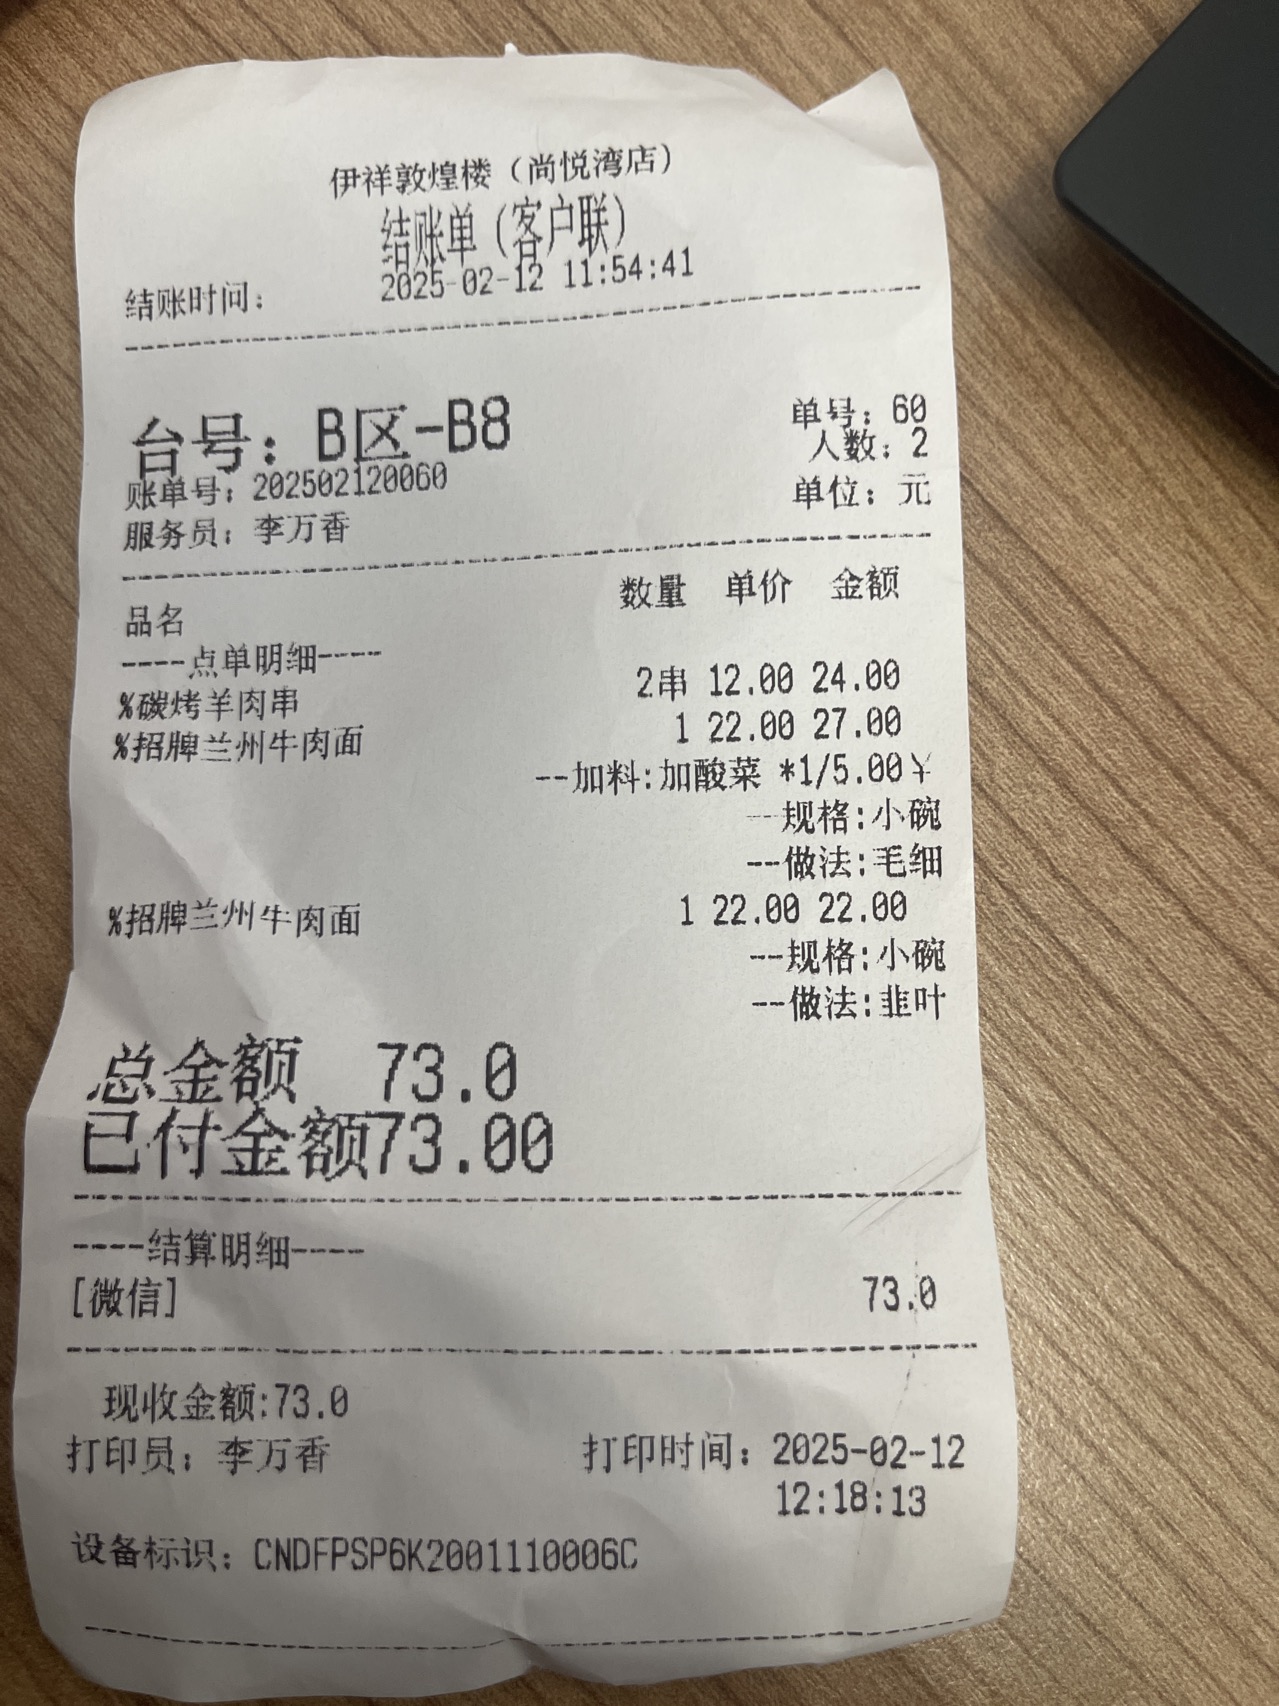 伊祥敦煌楼（尚悦湾店）
结账单（客户联）
结账时间： 2025-02-12 11:54:41
台号：B区-B8 单号：60
人数：2
账单号：202502120060 单位：元
服务员：李万香
品名 数量 单价 金额
----点单明细----
%碳烤羊肉串 2串 12.00 24.00
%招牌兰州牛肉面 1 22.00 27.00
--加料:加酸菜 *1/5.00¥
--规格:小碗
--做法:毛细
%招牌兰州牛肉面 1 22.00 22.00
--规格:小碗
--做法:韭叶
总金额 73.0
已付金额73.00
----结算明细----
[微信] 73.0
现收金额:73.0
打印员：李万香 打印时间：2025-02-12
12:18:13
设备标识：CNDFPSP6K2001110006C